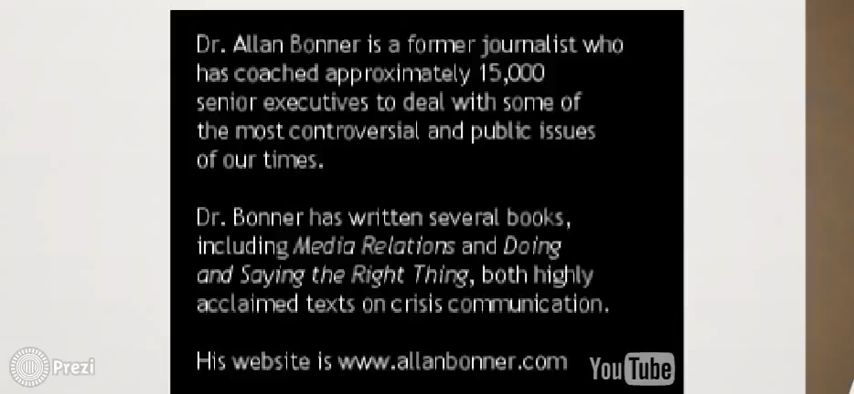 Dr. Allan Bonner is a former journalist who
has coached approximately 15,000
senior executives to deal with some of
the most controversial and public issues
of our times.
Dr. Bonner has written several books,
including Media Relations and Doing
and Saying the Right Thing, both highly
acclaimed texts on crisis communication.
His website is www.allanbonner.com
YouTube
Prezi